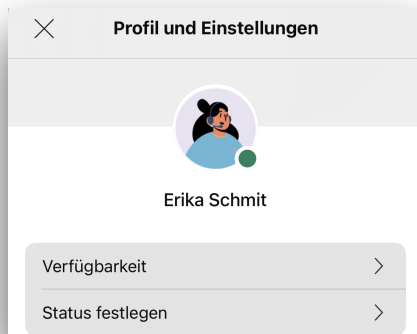 Profil und Einstellungen
Erika Schmit
Verfügbarkeit
Status festlegen